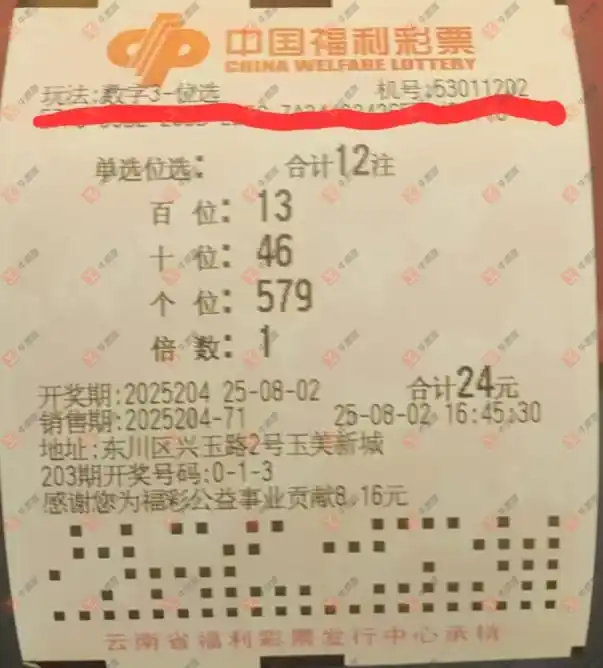 中国福利彩票
CHINA WELFARE LOTTERY
玩法:数字3-位选 机号:53011202
单选位选: 合计12注
百 位: 13
十 位: 46
个 位: 579
倍 数: 1
开奖期:2025204 25-08-02 合计24元
销售期:2025204-71 25-08-02 16:45:30
地址:东川区兴玉路2号玉美新城
203期开奖号码:0-1-3
感谢您为福彩公益事业贡献8.16元
云南省福利彩票发行中心承销